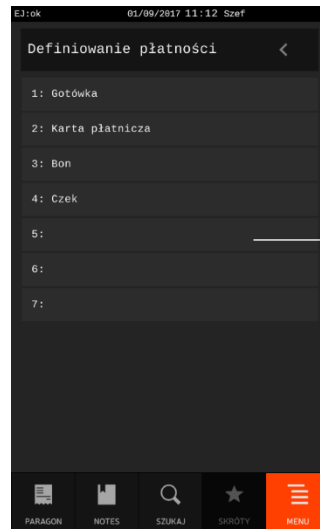 EJ:ok 01/09/2017 11:12 Szef
Definiowanie płatności <
1: Gotówka
2: Karta płatnicza
3: Bon
4: Czek
5:
6:
7:
PARAGON NOTES SZUKAJ SKRÓTY MENU